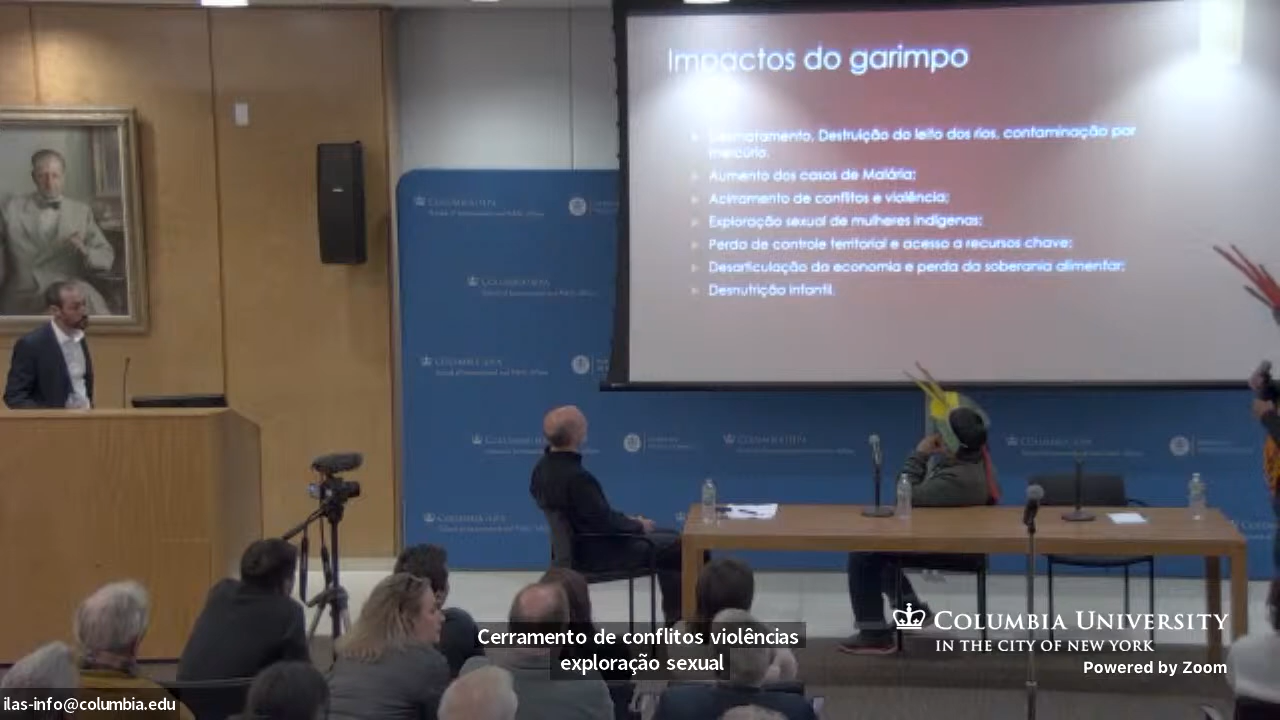 Impactos do garimpo
Desmatamento, Destruição do leito dos rios, contaminação por
mercúrio.
Aumento dos casos de Malária;
Acirramento de conflitos e violência;
Exploração sexual de mulheres indígenas;
Perda de controle territorial e acesso a recursos chave;
Desarticulação da economia e perda da soberania alimentar;
Desnutrição infantil.
Cerramento de conflitos violências
exploração sexual
COLUMBIA UNIVERSITY
IN THE CITY OF NEW YORK
Powered by Zoom
ilas-info@columbia.edu